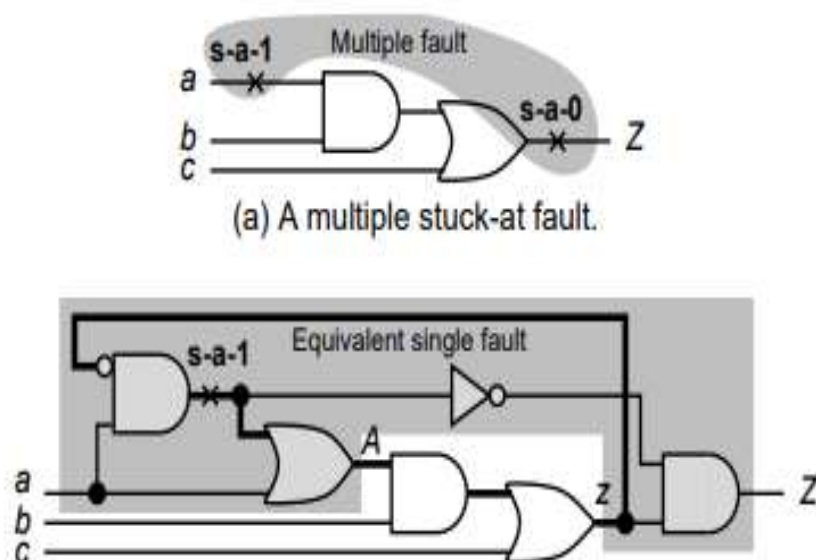 Multiple fault
s-a-1
a
s-a-0
b
Z
c
(a) A multiple stuck-at fault.
Equivalent single fault
s-a-1
A
a
z
Z
b
c